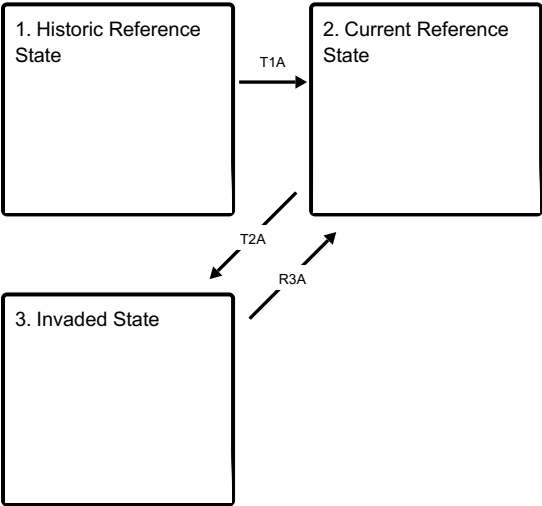 1. Historic Reference
State
T1A
2. Current Reference
State
T2A
R3A
3. Invaded State